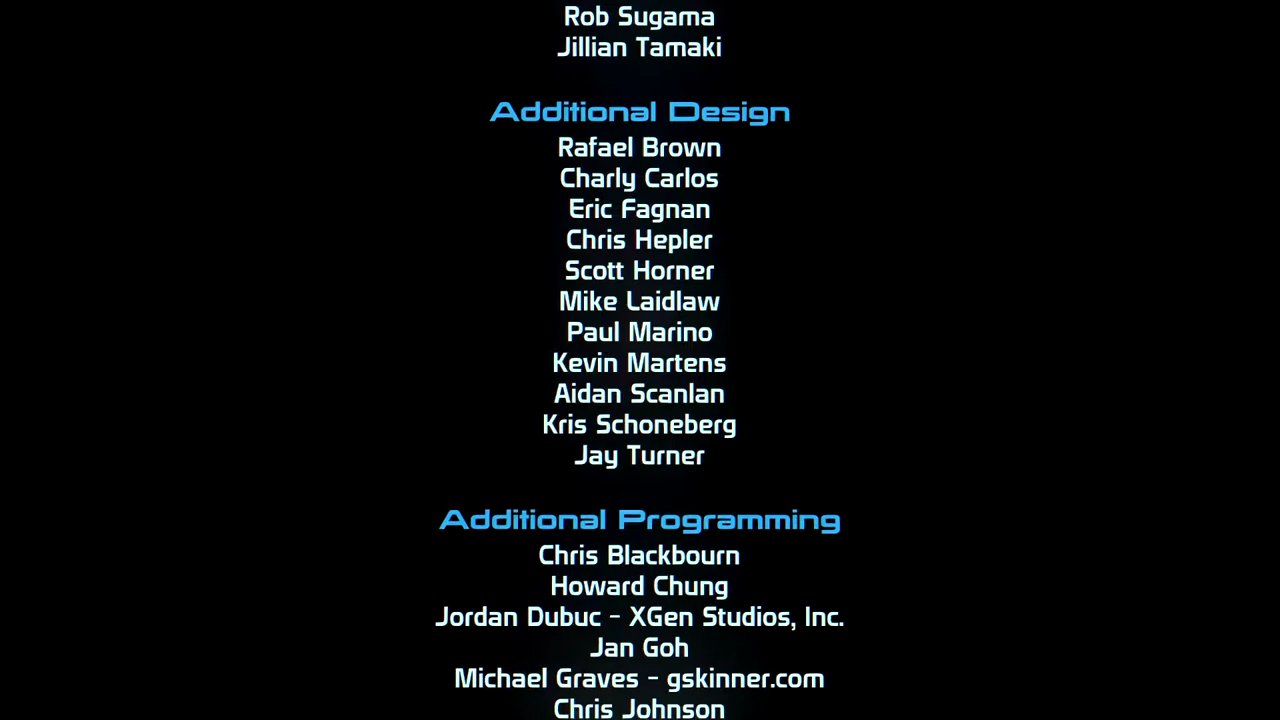 Rob Sugama
Jillian Tamaki
Additional Design
Rafael Brown
Charly Carlos
Eric Fagnan
Chris Hepler
Scott Horner
Mike Laidlaw
Paul Marino
Kevin Martens
Aidan Scanlan
Kris Schoneberg
Jay Turner
Additional Programming
Chris Blackbourn
Howard Chung
Jordan Dubuc - XGen Studios, Inc.
Jan Goh
Michael Graves - gskinner.com
Chris Johnson